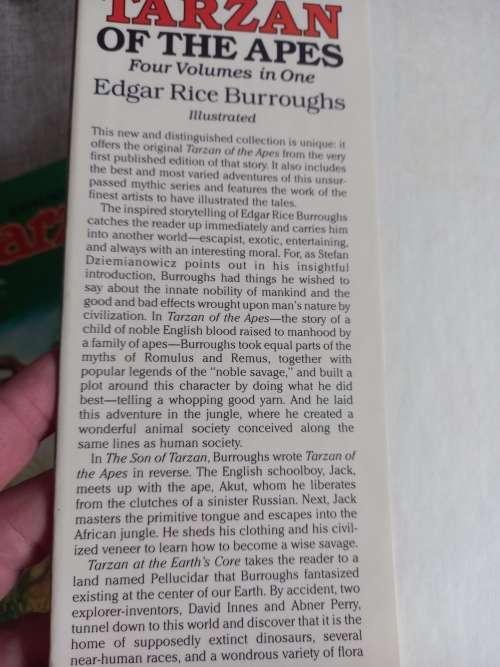 TARZAN
OF THE APES
Four Volumes in One
Edgar Rice Burroughs
Illustrated
This new and distinguished collection is unique: it
offers the original Tarzan of the Apes from the very
first published edition of that story. It also includes
the best and most varied adventures of this unsur-
passed mythic series and features the work of the
finest artists to have illustrated the tales.
The inspired storytelling of Edgar Rice Burroughs
catches the reader up immediately and carries him
into another world—escapist, exotic, entertaining,
and always with an interesting moral. For, as Stefan
Dziemianowicz points out in his insightful
introduction, Burroughs had things he wished to
say about the innate nobility of mankind and the
good and bad effects wrought upon man's nature by
civilization. In Tarzan of the Apes—the story of a
child of noble English blood raised to manhood by
a family of apes—Burroughs took equal parts of the
myths of Romulus and Remus, together with
popular legends of the "noble savage," and built a
plot around this character by doing what he did
best—telling a whopping good yarn. And he laid
this adventure in the jungle, where he created a
wonderful animal society conceived along the
same lines as human society.
In The Son of Tarzan, Burroughs wrote Tarzan of
the Apes in reverse. The English schoolboy, Jack,
meets up with the ape, Akut, whom he liberates
from the clutches of a sinister Russian. Next, Jack
masters the primitive tongue and escapes into the
African jungle. He sheds his clothing and his civil-
ized veneer to learn how to become a wise savage.
Tarzan at the Earth's Core takes the reader to a
land named Pellucidar that Burroughs fantasized
existing at the center of our Earth. By accident, two
explorer-inventors, David Innes and Abner Perry,
tunnel down to this world and discover that it is the
home of supposedly extinct dinosaurs, several
near-human races, and a wondrous variety of flora